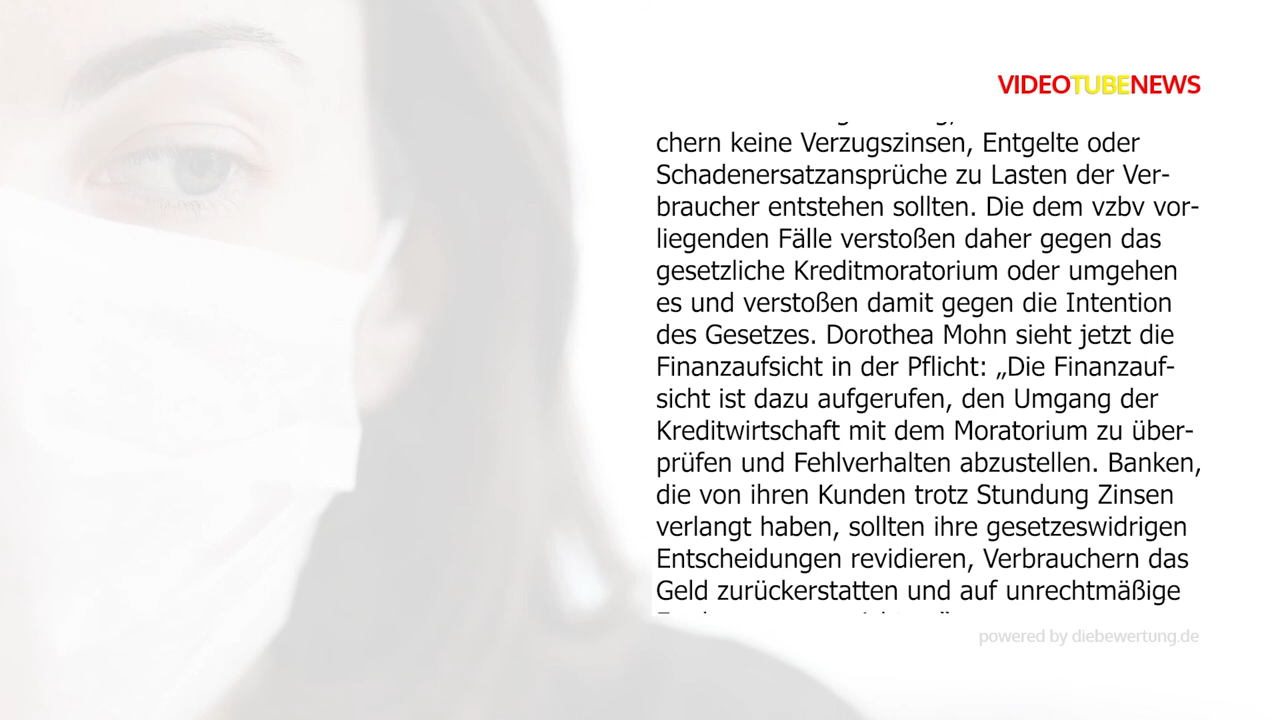 VIDEOTUBENEWS
chern keine Verzugszinsen, Entgelte oder
Schadenersatzansprüche zu Lasten der Ver-
braucher entstehen sollten. Die dem vzbv vor-
liegenden Fälle verstoßen daher gegen das
gesetzliche Kreditmoratorium oder umgehen
es und verstoßen damit gegen die Intention
des Gesetzes. Dorothea Mohn sieht jetzt die
Finanzaufsicht in der Pflicht: „Die Finanzauf-
sicht ist dazu aufgerufen, den Umgang der
Kreditwirtschaft mit dem Moratorium zu über-
prüfen und Fehlverhalten abzustellen. Banken,
die von ihren Kunden trotz Stundung Zinsen
verlangt haben, sollten ihre gesetzeswidrigen
Entscheidungen revidieren, Verbrauchern das
Geld zurückerstatten und auf unrechtmäßige
powered by diebewertung.de